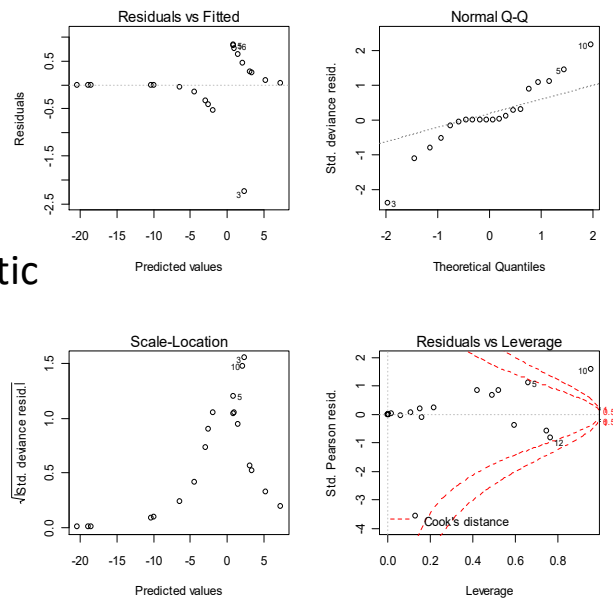 Residuals vs Fitted
Residuals
0.5
-0.5
-1.5
-2.5
5
6
3
-20 -15 -10 -5 0 5
Predicted values
Normal Q-Q
Std. deviance resid.
2
1
0
-1
-2
10
5
3
-2 -1 0 1 2
Theoretical Quantiles
tic
Scale-Location
√|Std. deviance resid.|
1.5
1.0
0.5
0.0
3
10
5
-20 -15 -10 -5 0 5
Predicted values
Residuals vs Leverage
Std. Pearson resid.
2
1
0
-1
-2
-3
-4
10
5
12
Cook's distance
0.0 0.2 0.4 0.6 0.8
Leverage